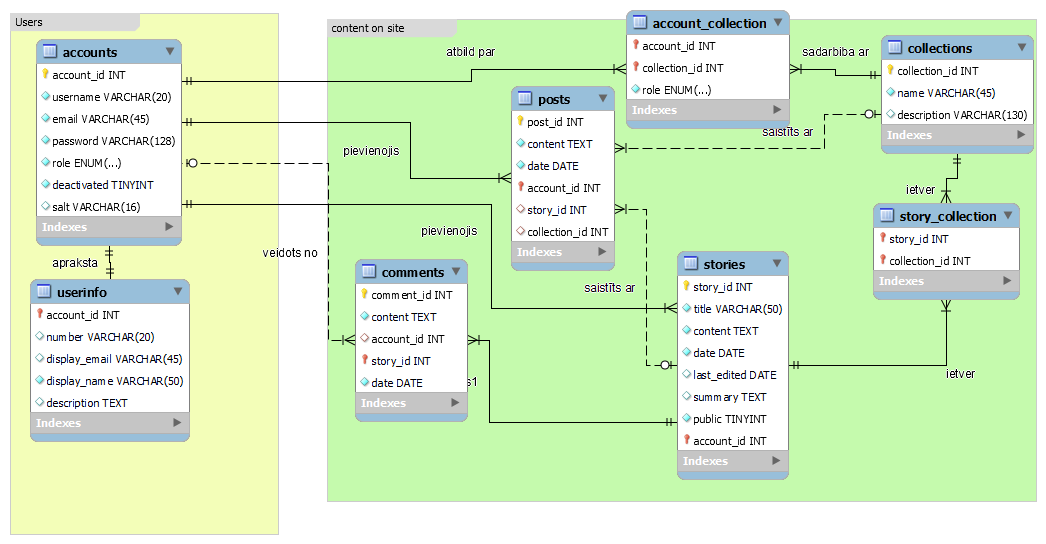 Users
accounts
account_id INT
username VARCHAR(20)
email VARCHAR(45)
password VARCHAR(128)
role ENUM(...)
deactivated TINYINT
salt VARCHAR(16)
Indexes
apraksta
userinfo
account_id INT
number VARCHAR(20)
display_email VARCHAR(45)
display_name VARCHAR(50)
description TEXT
Indexes
content on site
atbild par
pievienojis
pievienojis
veidots no
account_collection
account_id INT
collection_id INT
role ENUM(...)
Indexes
sadarbiba ar
collections
collection_id INT
name VARCHAR(45)
description VARCHAR(130)
Indexes
saistīts ar
posts
post_id INT
content TEXT
date DATE
account_id INT
story_id INT
collection_id INT
Indexes
ietver
story_collection
story_id INT
collection_id INT
Indexes
saistīts ar
comments
comment_id INT
content TEXT
account_id INT
story_id INT
date DATE
Indexes
s1
stories
story_id INT
title VARCHAR(50)
content TEXT
date DATE
last_edited DATE
summary TEXT
public TINYINT
account_id INT
Indexes
ietver